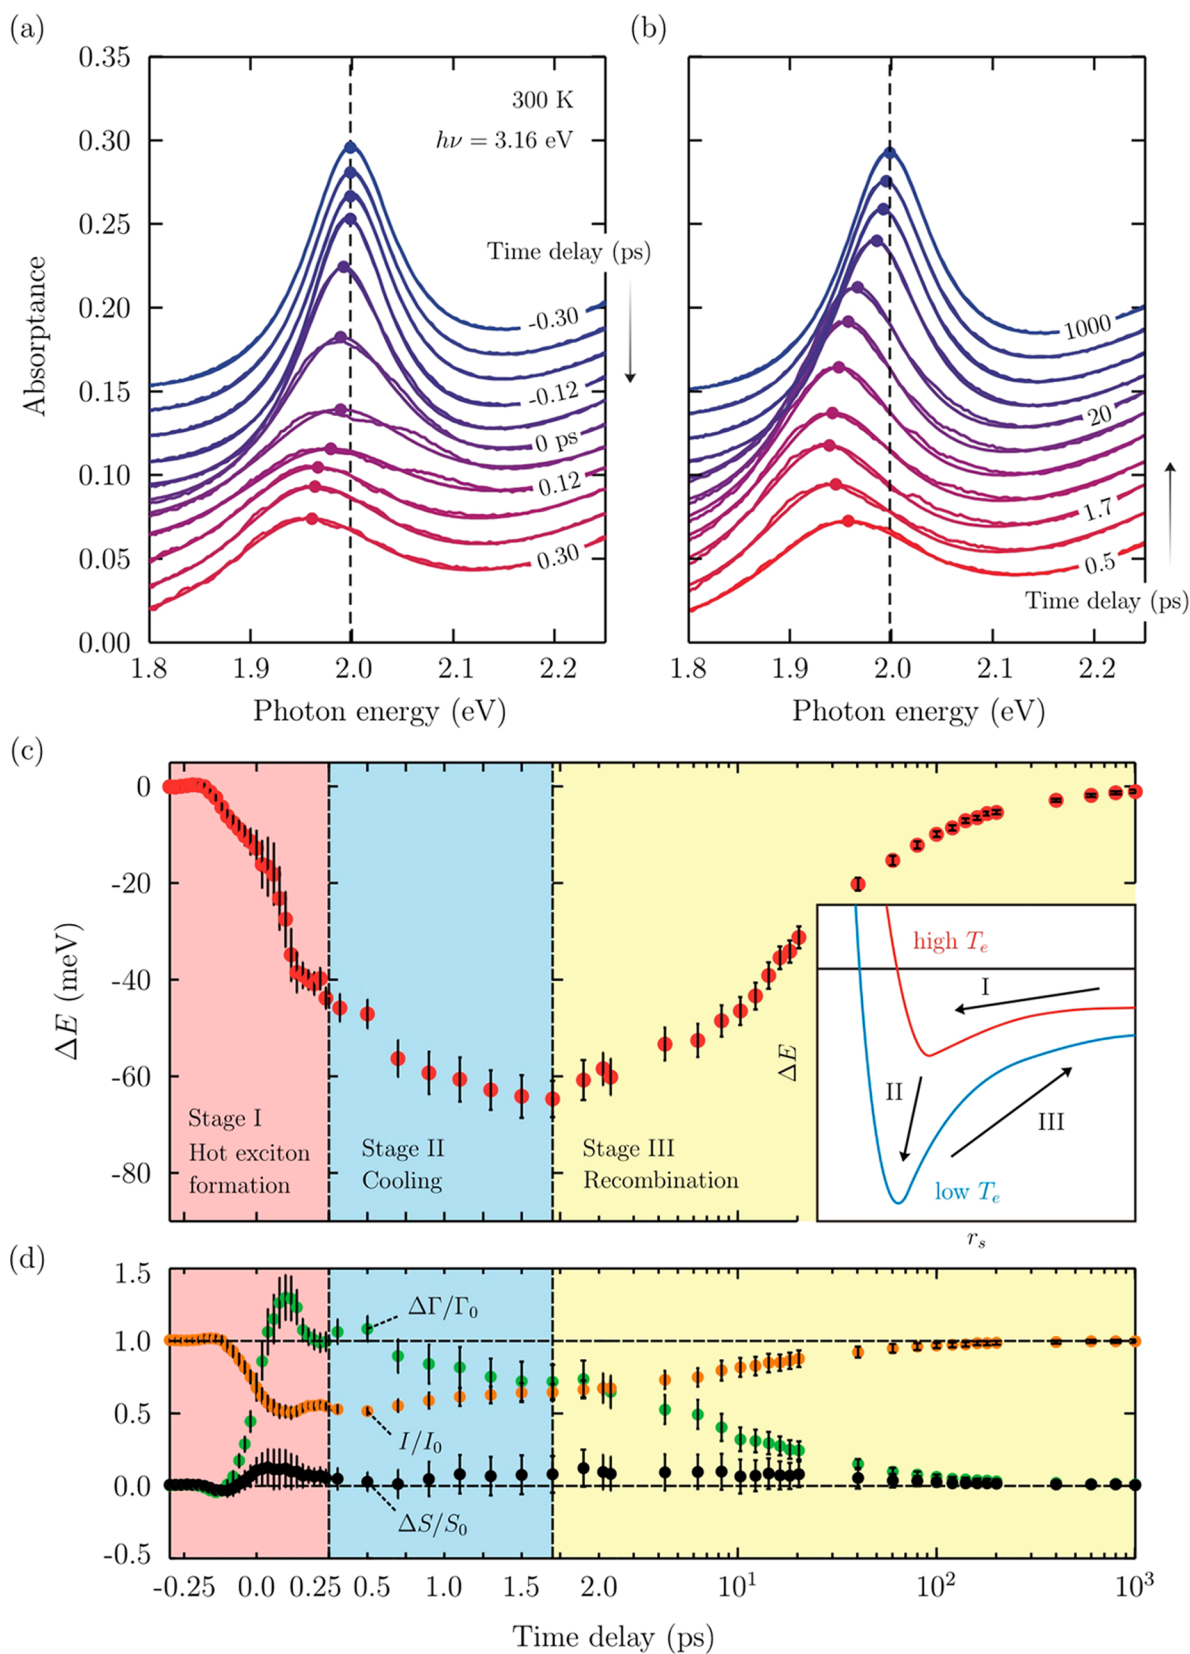 (a)
(b)
0.35
0.30
0.25
0.20
0.15
0.10
0.05
0.00
Absorptance
300 K
hν = 3.16 eV
Time delay (ps)
-0.30
-0.12
0 ps
0.12
0.30
1.8
1.9
2.0
2.1
2.2
Photon energy (eV)
1000
20
1.7
0.5
Time delay (ps)
1.8
1.9
2.0
2.1
2.2
Photon energy (eV)
(c)
0
-20
-40
-60
-80
ΔE (meV)
Stage I
Hot exciton
formation
Stage II
Cooling
Stage III
Recombination
high Te
I
ΔE
II
III
low Te
rs
(d)
1.5
1.0
0.5
0.0
-0.5
ΔΓ/Γ0
I/I0
ΔS/S0
-0.25
0.0
0.25
0.5
1.0
1.5
2.0
10¹
10²
10³
Time delay (ps)